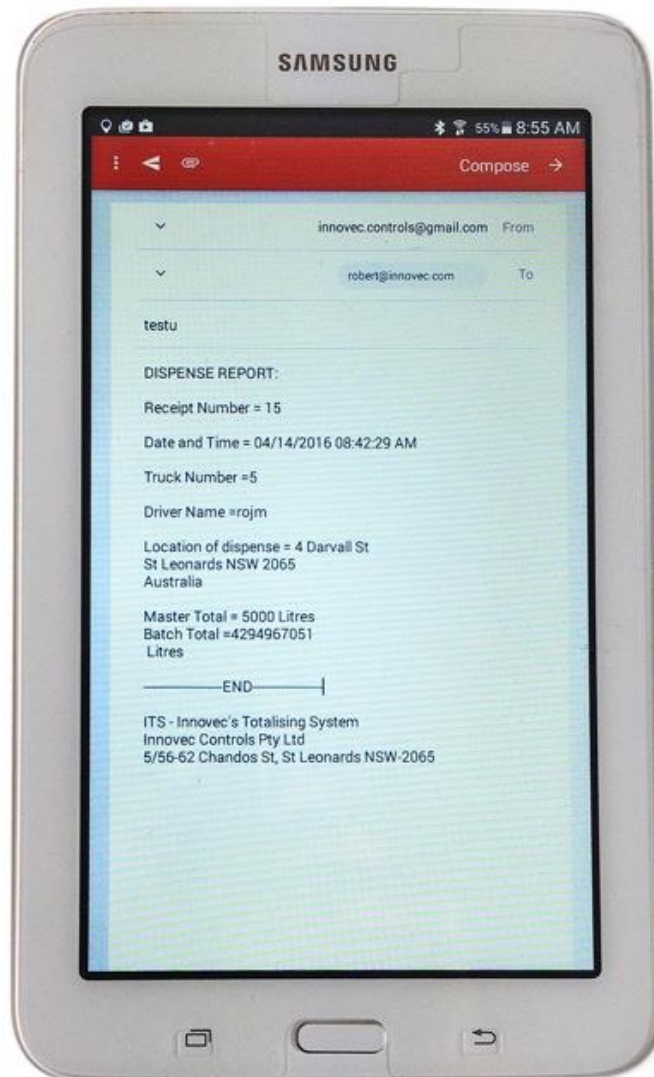 SAMSUNG
55% 8:55 AM
Compose
innovec.controls@gmail.com From
robert@innovec.com To
testu
DISPENSE REPORT:
Receipt Number = 15
Date and Time = 04/14/2016 08:42:29 AM
Truck Number =5
Driver Name =rojm
Location of dispense = 4 Darvall St
St Leonards NSW 2065
Australia
Master Total = 5000 Litres
Batch Total =4294967051
Litres
————END————
ITS - Innovec's Totalising System
Innovec Controls Pty Ltd
5/56-62 Chandos St, St Leonards NSW-2065